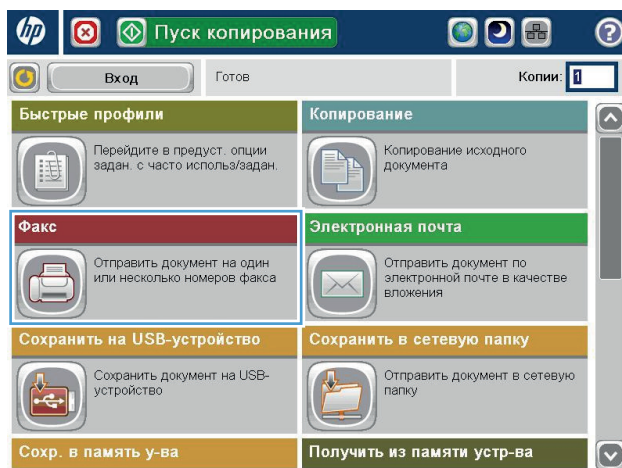 hp
Пуск копирования
?
Вход
Готов
Копии: 1
Быстрые профили
Копирование
Перейдите в предуст. опции
задан. с часто использ/задан.
Копирование исходного
документа
Факс
Электронная почта
Отправить документ на один
или несколько номеров факса
Отправить документ по
электронной почте в качестве
вложения
Сохранить на USB-устройство
Сохранить в сетевую папку
Сохранить документ на USB-
устройство
Отправить документ в сетевую
папку
Сохр. в память у-ва
Получить из памяти устр-ва